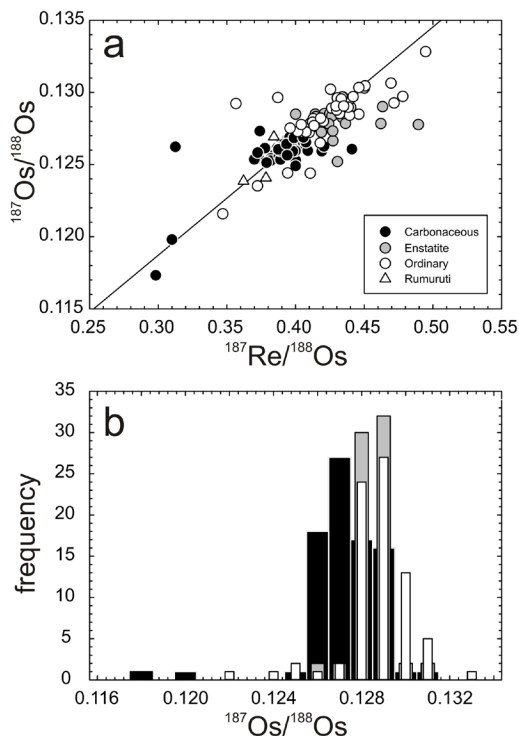 0.135
a
0.130
0.125
0.120
0.115
¹⁸⁷Os/¹⁸⁸Os
Carbonaceous
Enstatite
Ordinary
Rumuruti
0.25 0.30 0.35 0.40 0.45 0.50 0.55
¹⁸⁷Re/¹⁸⁸Os
35
b
30
25
20
15
10
5
0
frequency
0.116 0.120 0.124 0.128 0.132
¹⁸⁷Os/¹⁸⁸Os